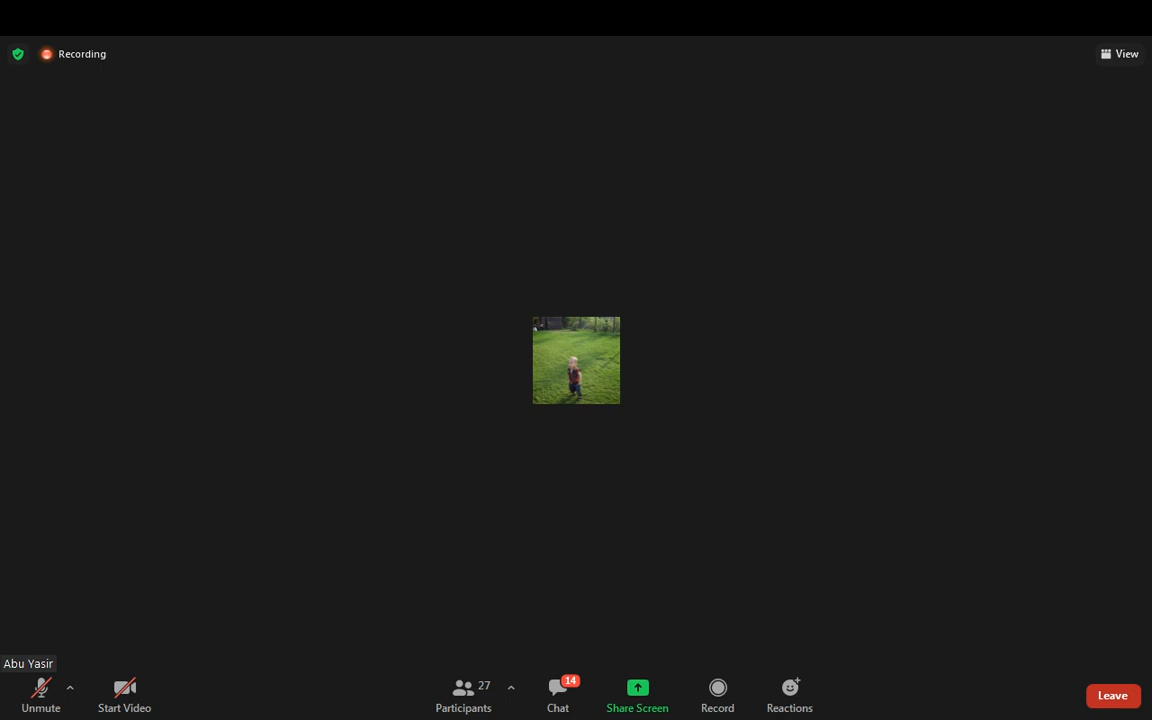 Recording
View
Abu Yasir
27
14
Unmute
Start Video
Participants
Chat
Share Screen
Record
Reactions
Leave